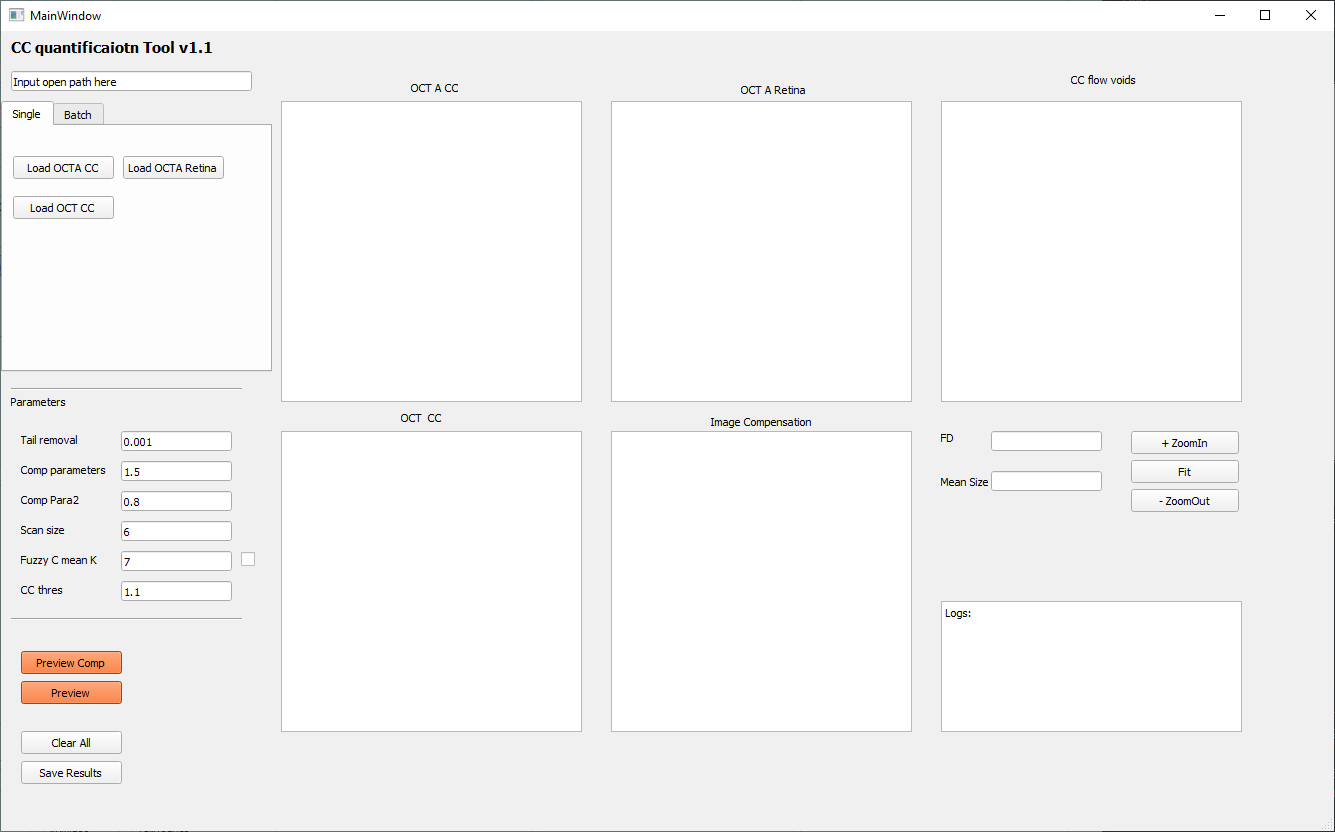 MainWindow
CC quantificaiotn Tool v1.1
Input open path here
Single
Batch
Load OCTA CC
Load OCTA Retina
Load OCT CC
OCT A CC
OCT A Retina
CC flow voids
Parameters
Tail removal
0.001
Comp parameters
1.5
Comp Para2
0.8
Scan size
6
Fuzzy C mean K
7
CC thres
1.1
Preview Comp
Preview
Clear All
Save Results
OCT  CC
Image Compensation
FD
Mean Size
+ ZoomIn
Fit
- ZoomOut
Logs: